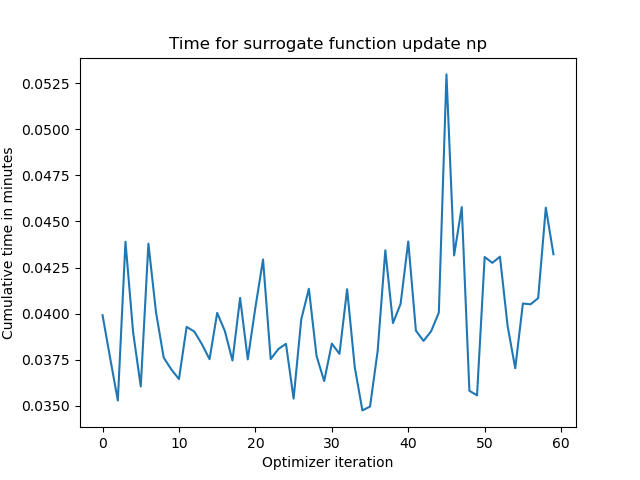 Time for surrogate function update np
Cumulative time in minutes
0.0525
0.0500
0.0475
0.0450
0.0425
0.0400
0.0375
0.0350
0 10 20 30 40 50 60
Optimizer iteration